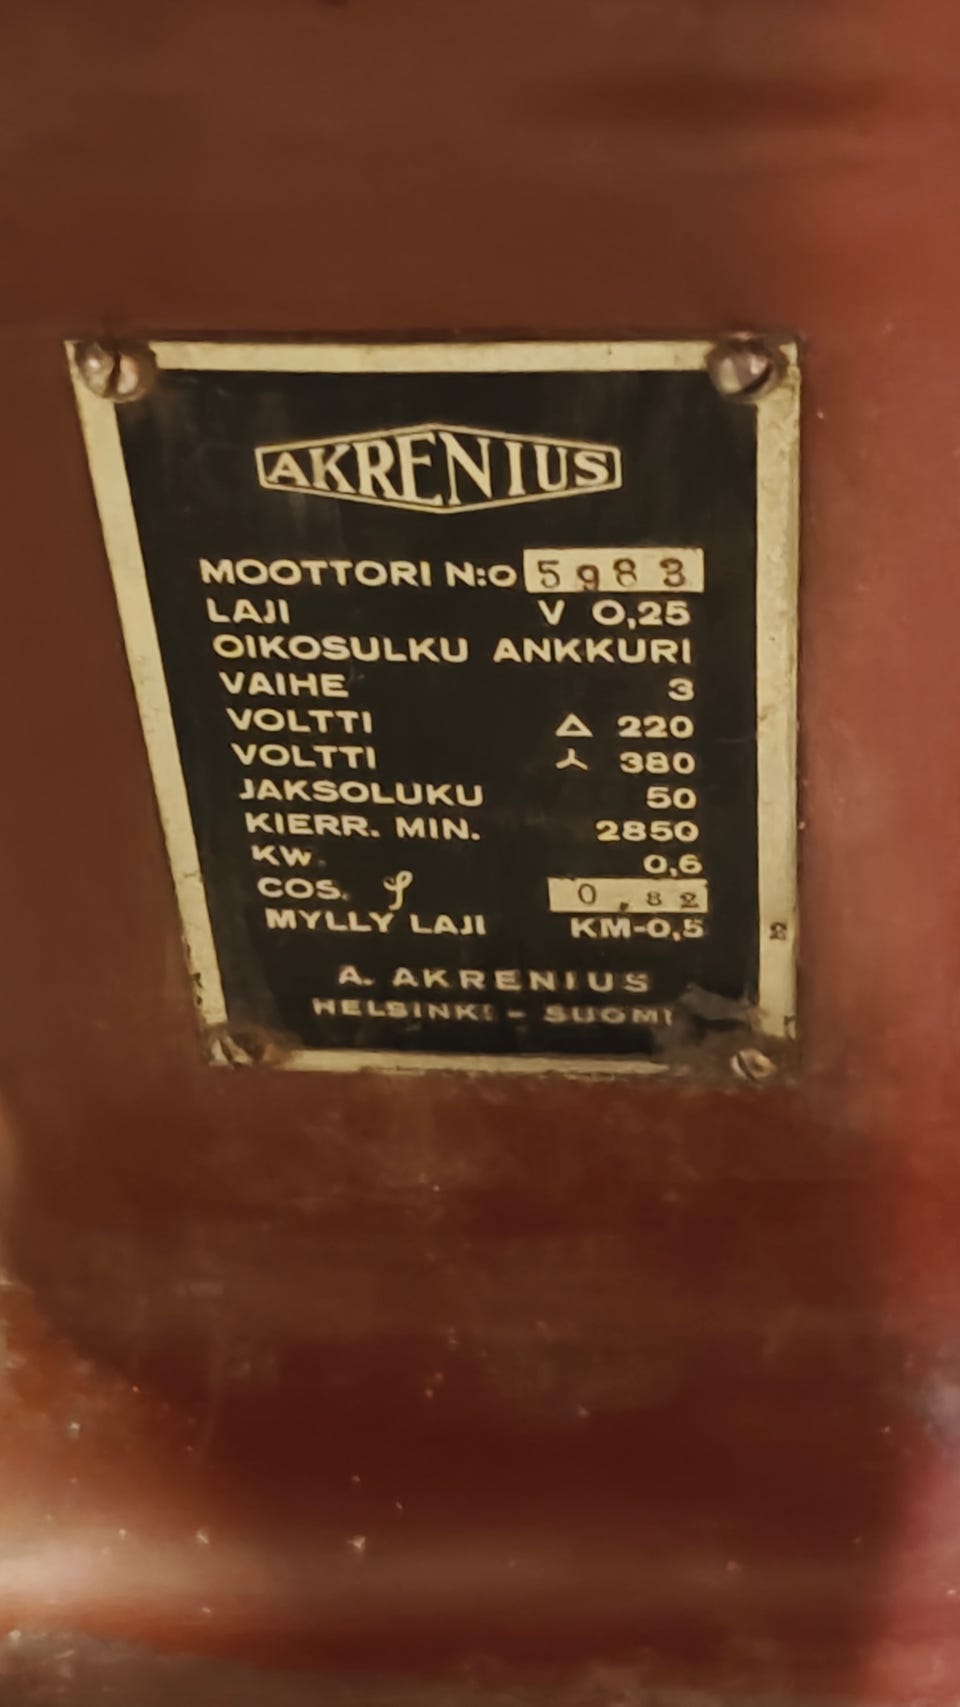 AKRENIUS
MOOTTORI N:O 5983
LAJI V 0,25
OIKOSULKU ANKKURI
VAIHE 3
VOLTTI △ 220
VOLTTI ⅄ 380
JAKSOLUKU 50
KIERR. MIN. 2850
KW. 0,6
COS. φ 0,82
MYLLY LAJI KM-0,5
A. AKRENIUS
HELSINKI - SUOMI